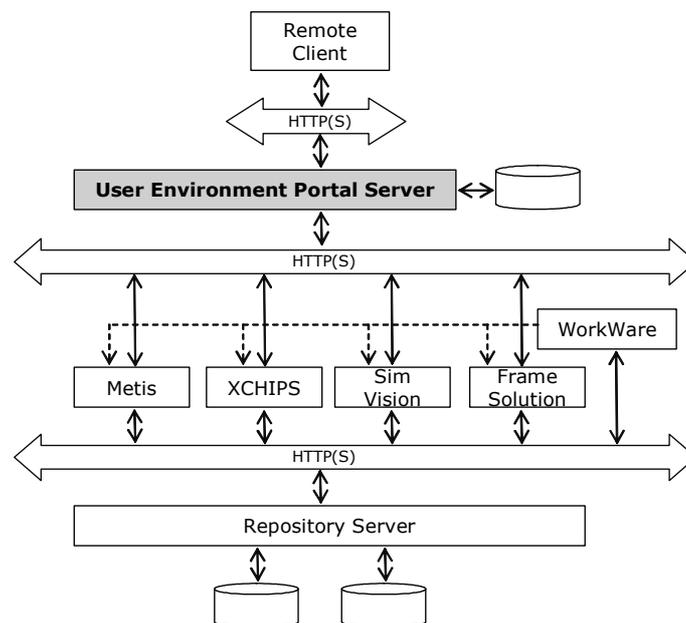 Remote
Client
HTTP(S)
User Environment Portal Server
HTTP(S)
WorkWare
Metis
XCHIPS
Sim
Vision
Frame
Solution
HTTP(S)
Repository Server